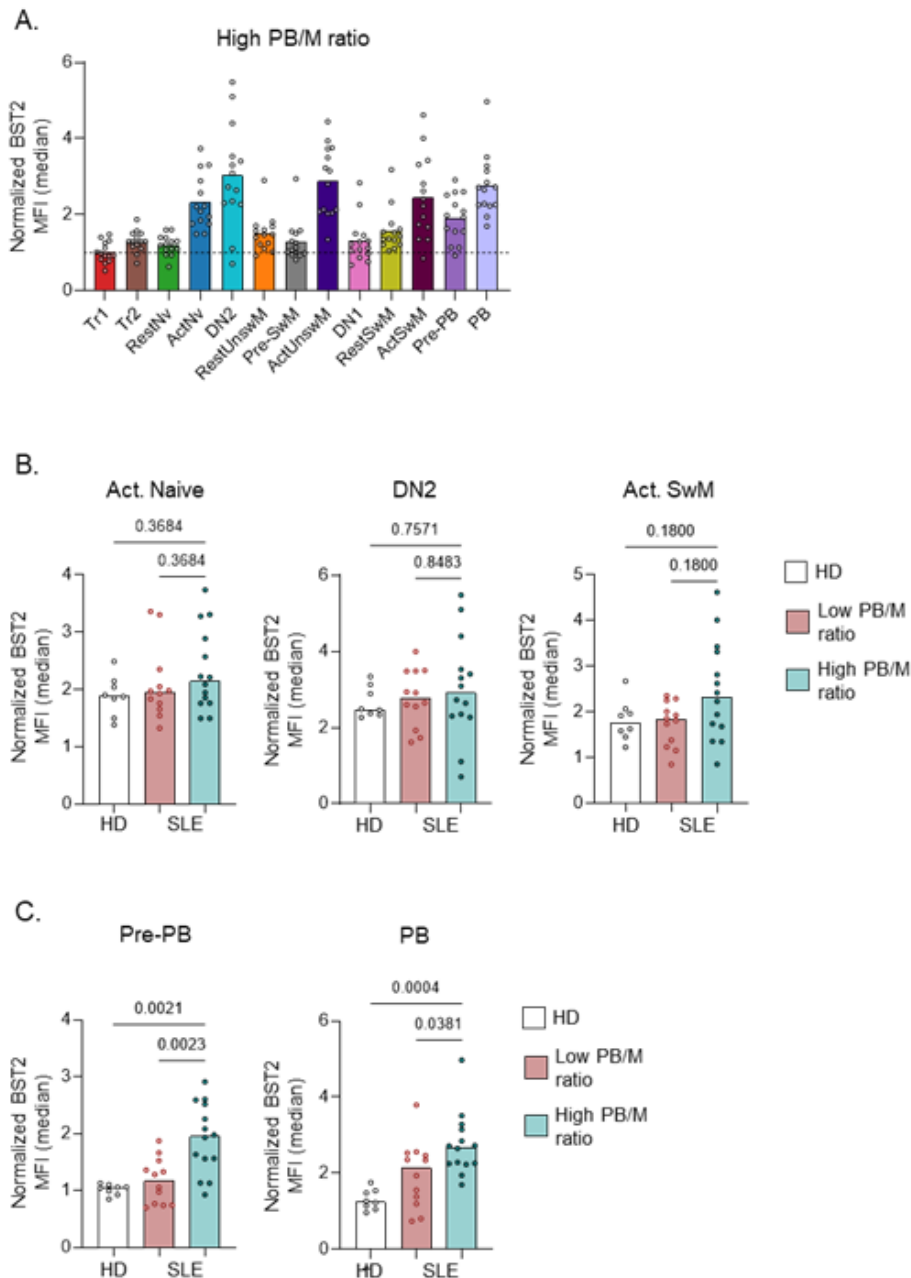 A.
High PB/M ratio
Normalized BST2
MFI (median)
6
4
2
0
Tr1
Tr2
RestNv
ActNv
DN2
RestUnswM
Pre-SwM
ActUnswM
DN1
RestSwM
ActSwM
Pre-PB
PB
B.
Act. Naive
0.3684
0.3684
Normalized BST2
MFI (median)
4
3
2
1
0
HD
SLE
DN2
0.7571
0.8483
Normalized BST2
MFI (median)
6
4
2
0
HD
SLE
Act. SwM
0.1800
0.1800
Normalized BST2
MFI (median)
5
4
3
2
1
0
HD
SLE
HD
Low PB/M
ratio
High PB/M
ratio
C.
Pre-PB
0.0021
0.0023
Normalized BST2
MFI (median)
4
3
2
1
0
HD
SLE
PB
0.0004
0.0381
Normalized BST2
MFI (median)
6
4
2
0
HD
SLE
HD
Low PB/M
ratio
High PB/M
ratio